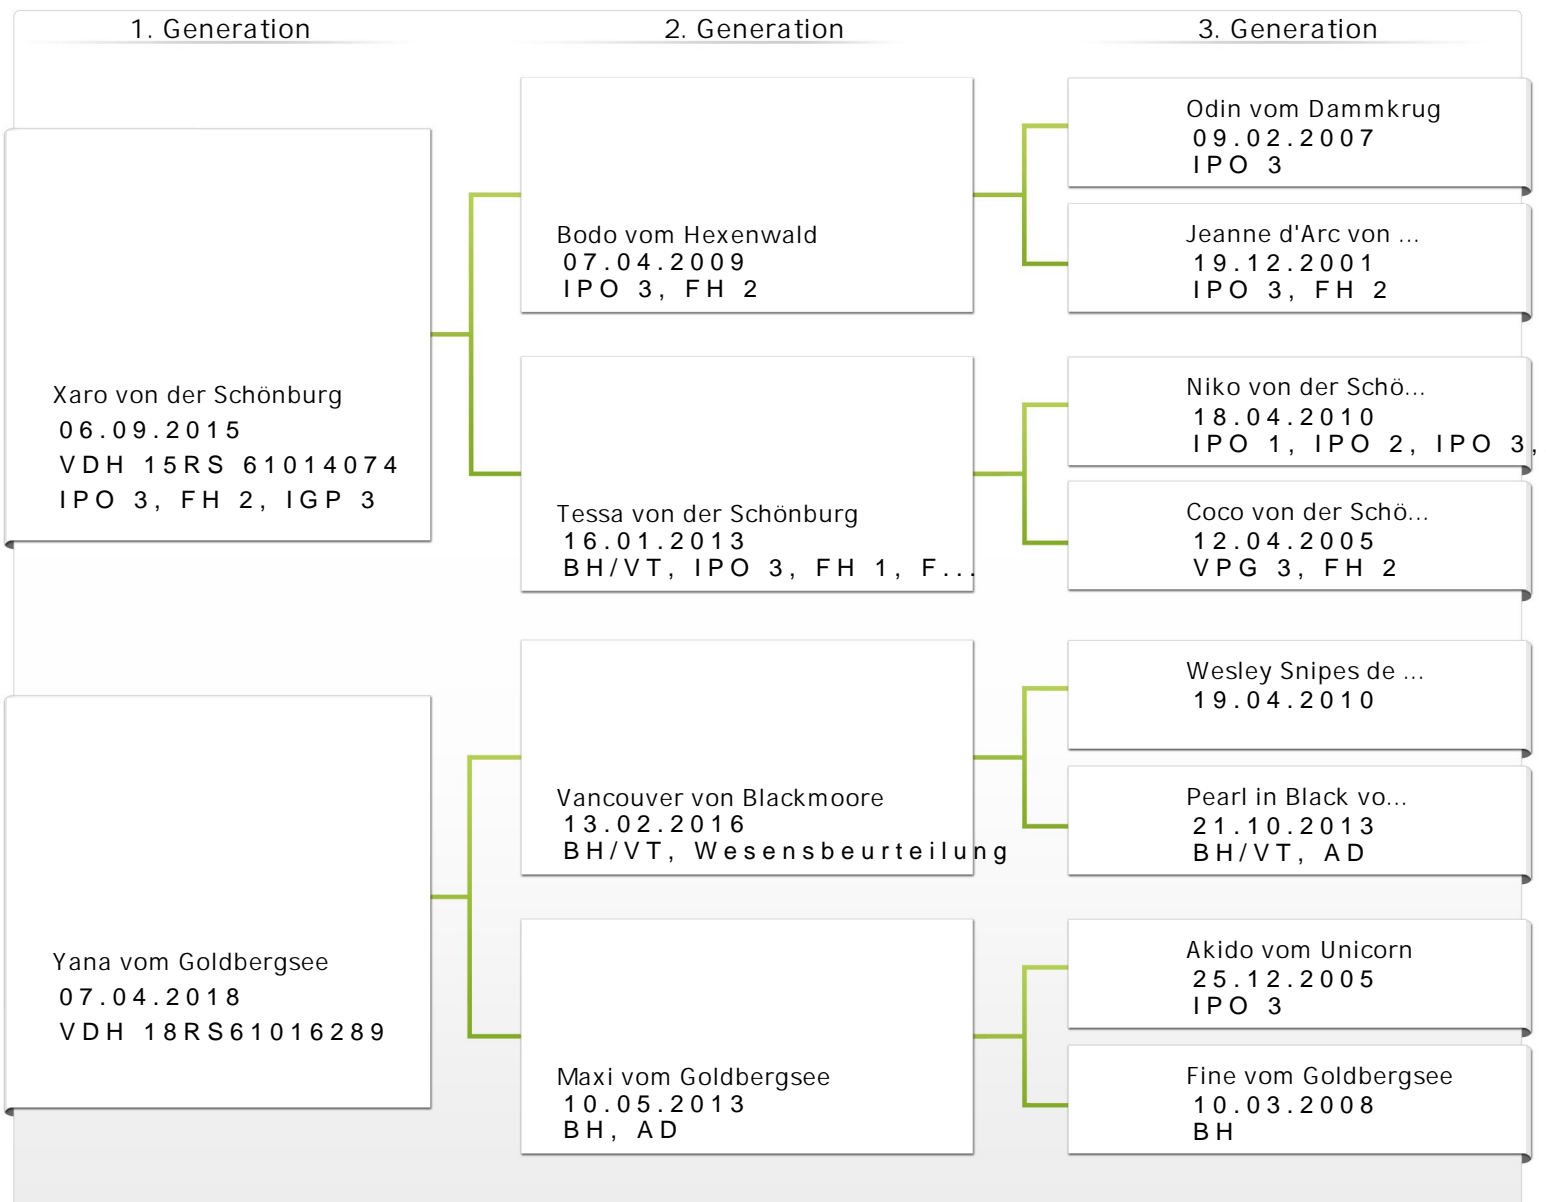 1. Generation
2. Generation
3. Generation
Xaro von der Schönburg
06.09.2015
VDH 15RS 61014074
IPO 3, FH 2, IGP 3
Bodo vom Hexenwald
07.04.2009
IPO 3, FH 2
Odin vom Dammkrug
09.02.2007
IPO 3
Jeanne d'Arc von ...
19.12.2001
IPO 3, FH 2
Tessa von der Schönburg
16.01.2013
BH/VT, IPO 3, FH 1, F...
Niko von der Schö...
18.04.2010
IPO 1, IPO 2, IPO 3,
Coco von der Schö...
12.04.2005
VPG 3, FH 2
Yana vom Goldbergsee
07.04.2018
VDH 18RS61016289
Vancouver von Blackmoore
13.02.2016
BH/VT, Wesensbeurteilung
Wesley Snipes de ...
19.04.2010
Pearl in Black vo...
21.10.2013
BH/VT, AD
Maxi vom Goldbergsee
10.05.2013
BH, AD
Akido vom Unicorn
25.12.2005
IPO 3
Fine vom Goldbergsee
10.03.2008
BH